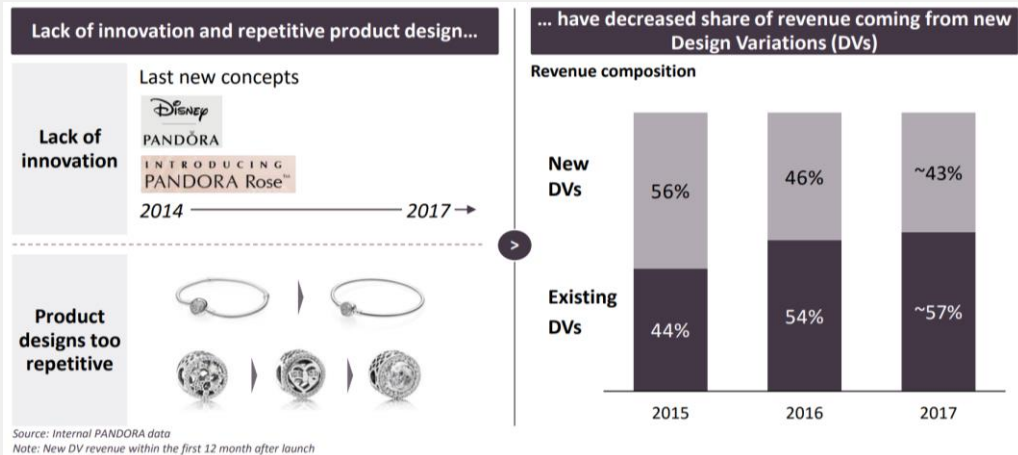 Lack of innovation and repetitive product design...
Lack of
innovation
Last new concepts
Disney
PANDÖRA
INTRODUCING
PANDORA Rose™
2014
2017
Product
designs too
repetitive
Source: Internal PANDORA data
Note: New DV revenue within the first 12 month after launch
>
... have decreased share of revenue coming from new
Design Variations (DVs)
Revenue composition
New
DVs
56%
46%
~43%
Existing
DVs
44%
54%
~57%
2015
2016
2017